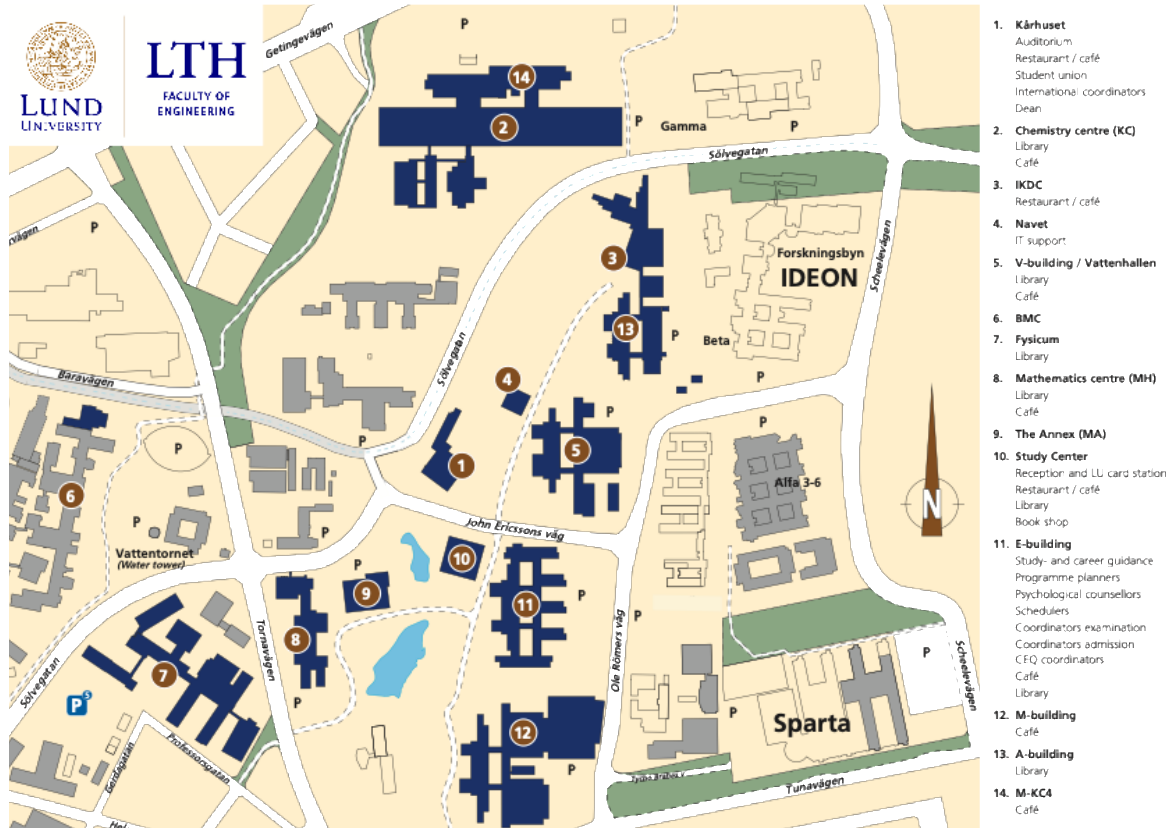 LUND
UNIVERSITY
LTH
FACULTY OF
ENGINEERING
Getingevägen
P
14
2
P
Gamma
P
Sölvegatan
P
3
Forskningsbyn
IDEON
Scheelevägen
13
P
Beta
Sölvegatan
Baravägen
4
P
P
P
P
P
5
1
6
Alfa 3-6
N
P
Vattentornet
(Water tower)
P
John Ericssons väg
10
P
9
11
P
8
P
7
Tornavägen
Ole Römers väg
P
Scheelevägen
Sölvegatan
P
5
P
12
P
Sparta
P
Professorsgatan
Gerdagatan
Tycho Brahes v
Tunavägen
1. Kårhuset
Auditorium
Restaurant / café
Student union
International coordinators
Dean
2. Chemistry centre (KC)
Library
Café
3. IKDC
Restaurant / café
4. Navet
IT support
5. V-building / Vattenhallen
Library
Café
6. BMC
7. Fysicum
Library
8. Mathematics centre (MH)
Library
Café
9. The Annex (MA)
10. Study Center
Reception and LU card station
Restaurant / café
Library
Book shop
11. E-building
Study- and career guidance
Programme planners
Psychological counsellors
Schedulers
Coordinators examination
Coordinators admission
CEQ coordinators
Café
Library
12. M-building
Café
13. A-building
Library
14. M-KC4
Café